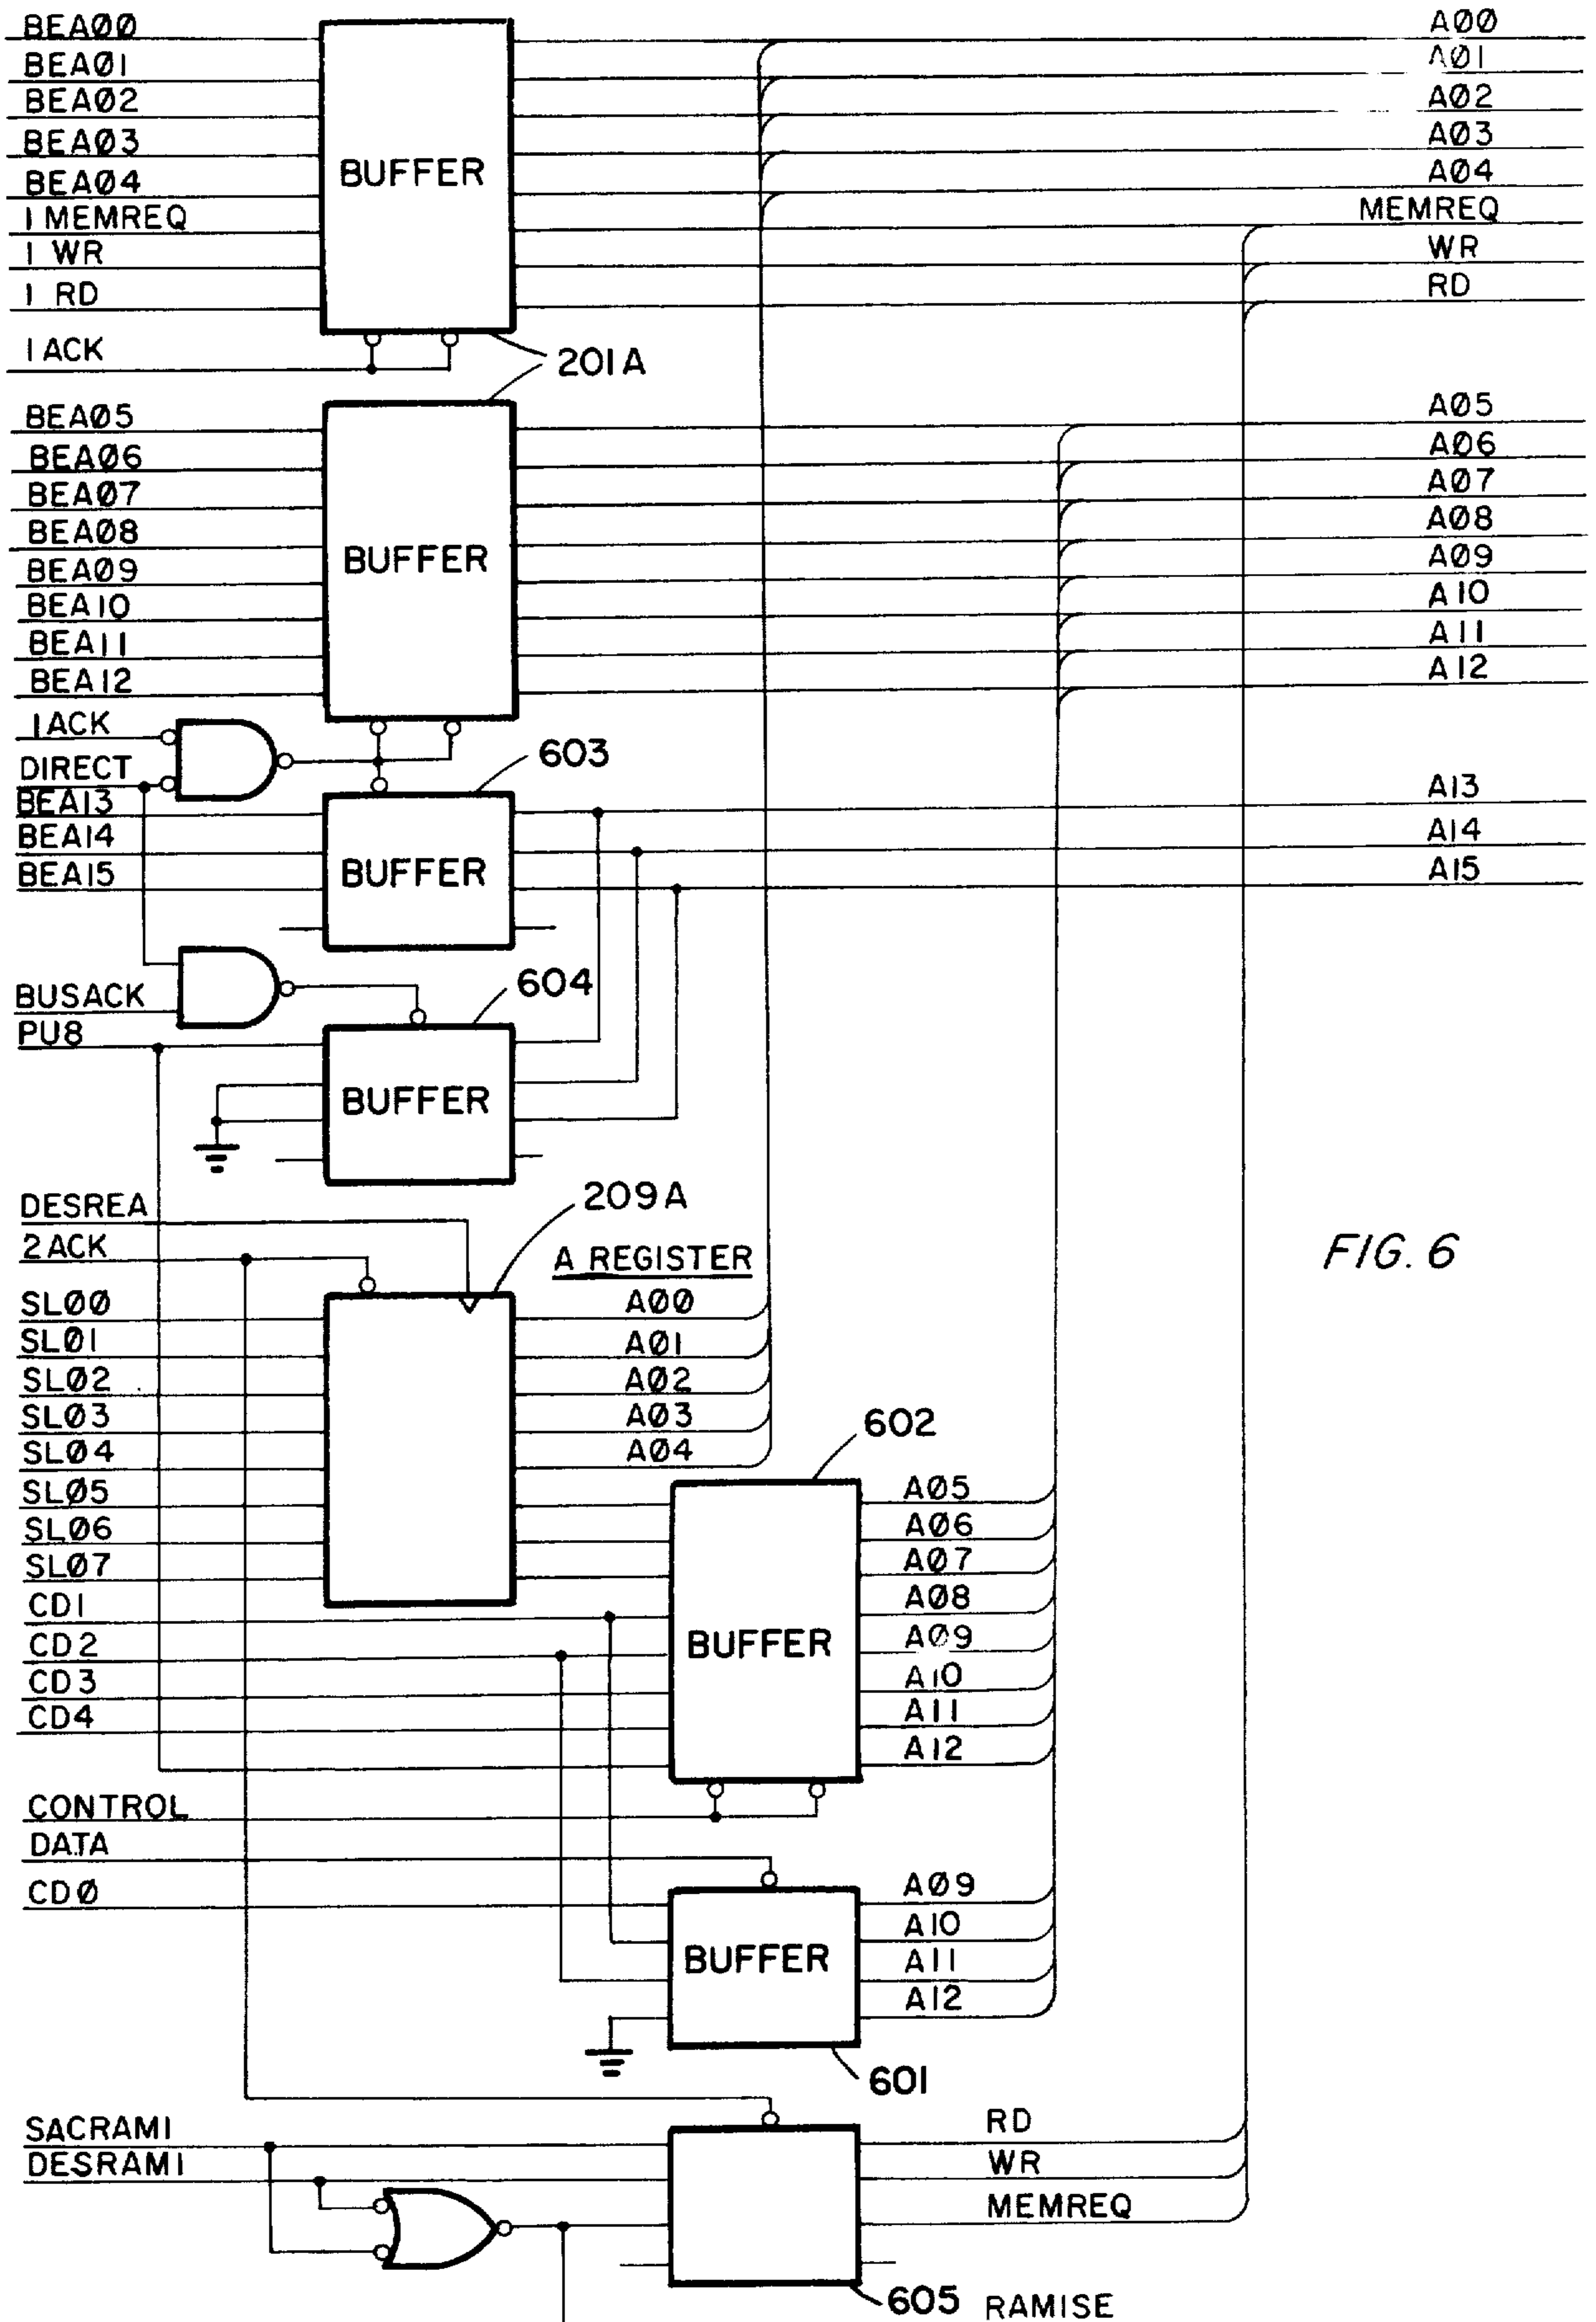 BEAØØ AØØ
BEAØ1 AØ1
BEAØ2 AØ2
BEAØ3 AØ3
BUFFER
BEAØ4 AØ4
1 MEMREQ MEMREQ
1 WR WR
1 RD RD
1 ACK
201A
BEAØ5 AØ5
BEAØ6 AØ6
BEAØ7 AØ7
BEAØ8 AØ8
BUFFER
BEAØ9 AØ9
BEA10 A10
BEA11 A11
BEA12 A12
1ACK
603
DIRECT
BEA13 A13
BEA14 A14
BEA15 BUFFER A15
604
BUSACK
PU8
BUFFER
DESREA 209A
2ACK A REGISTER
FIG. 6
SLØØ AØØ
SLØ1 AØ1
SLØ2 AØ2
SLØ3 AØ3
602
SLØ4 AØ4
SLØ5 AØ5
SLØ6 AØ6
SLØ7 AØ7
CD1 AØ8
CD2 BUFFER AØ9
CD3 A10
CD4 A11
A12
CONTROL
DATA
CDØ AØ9
A10
BUFFER
A11
A12
601
SACRAM1 RD
DESRAM1 WR
MEMREQ
605 RAMISE